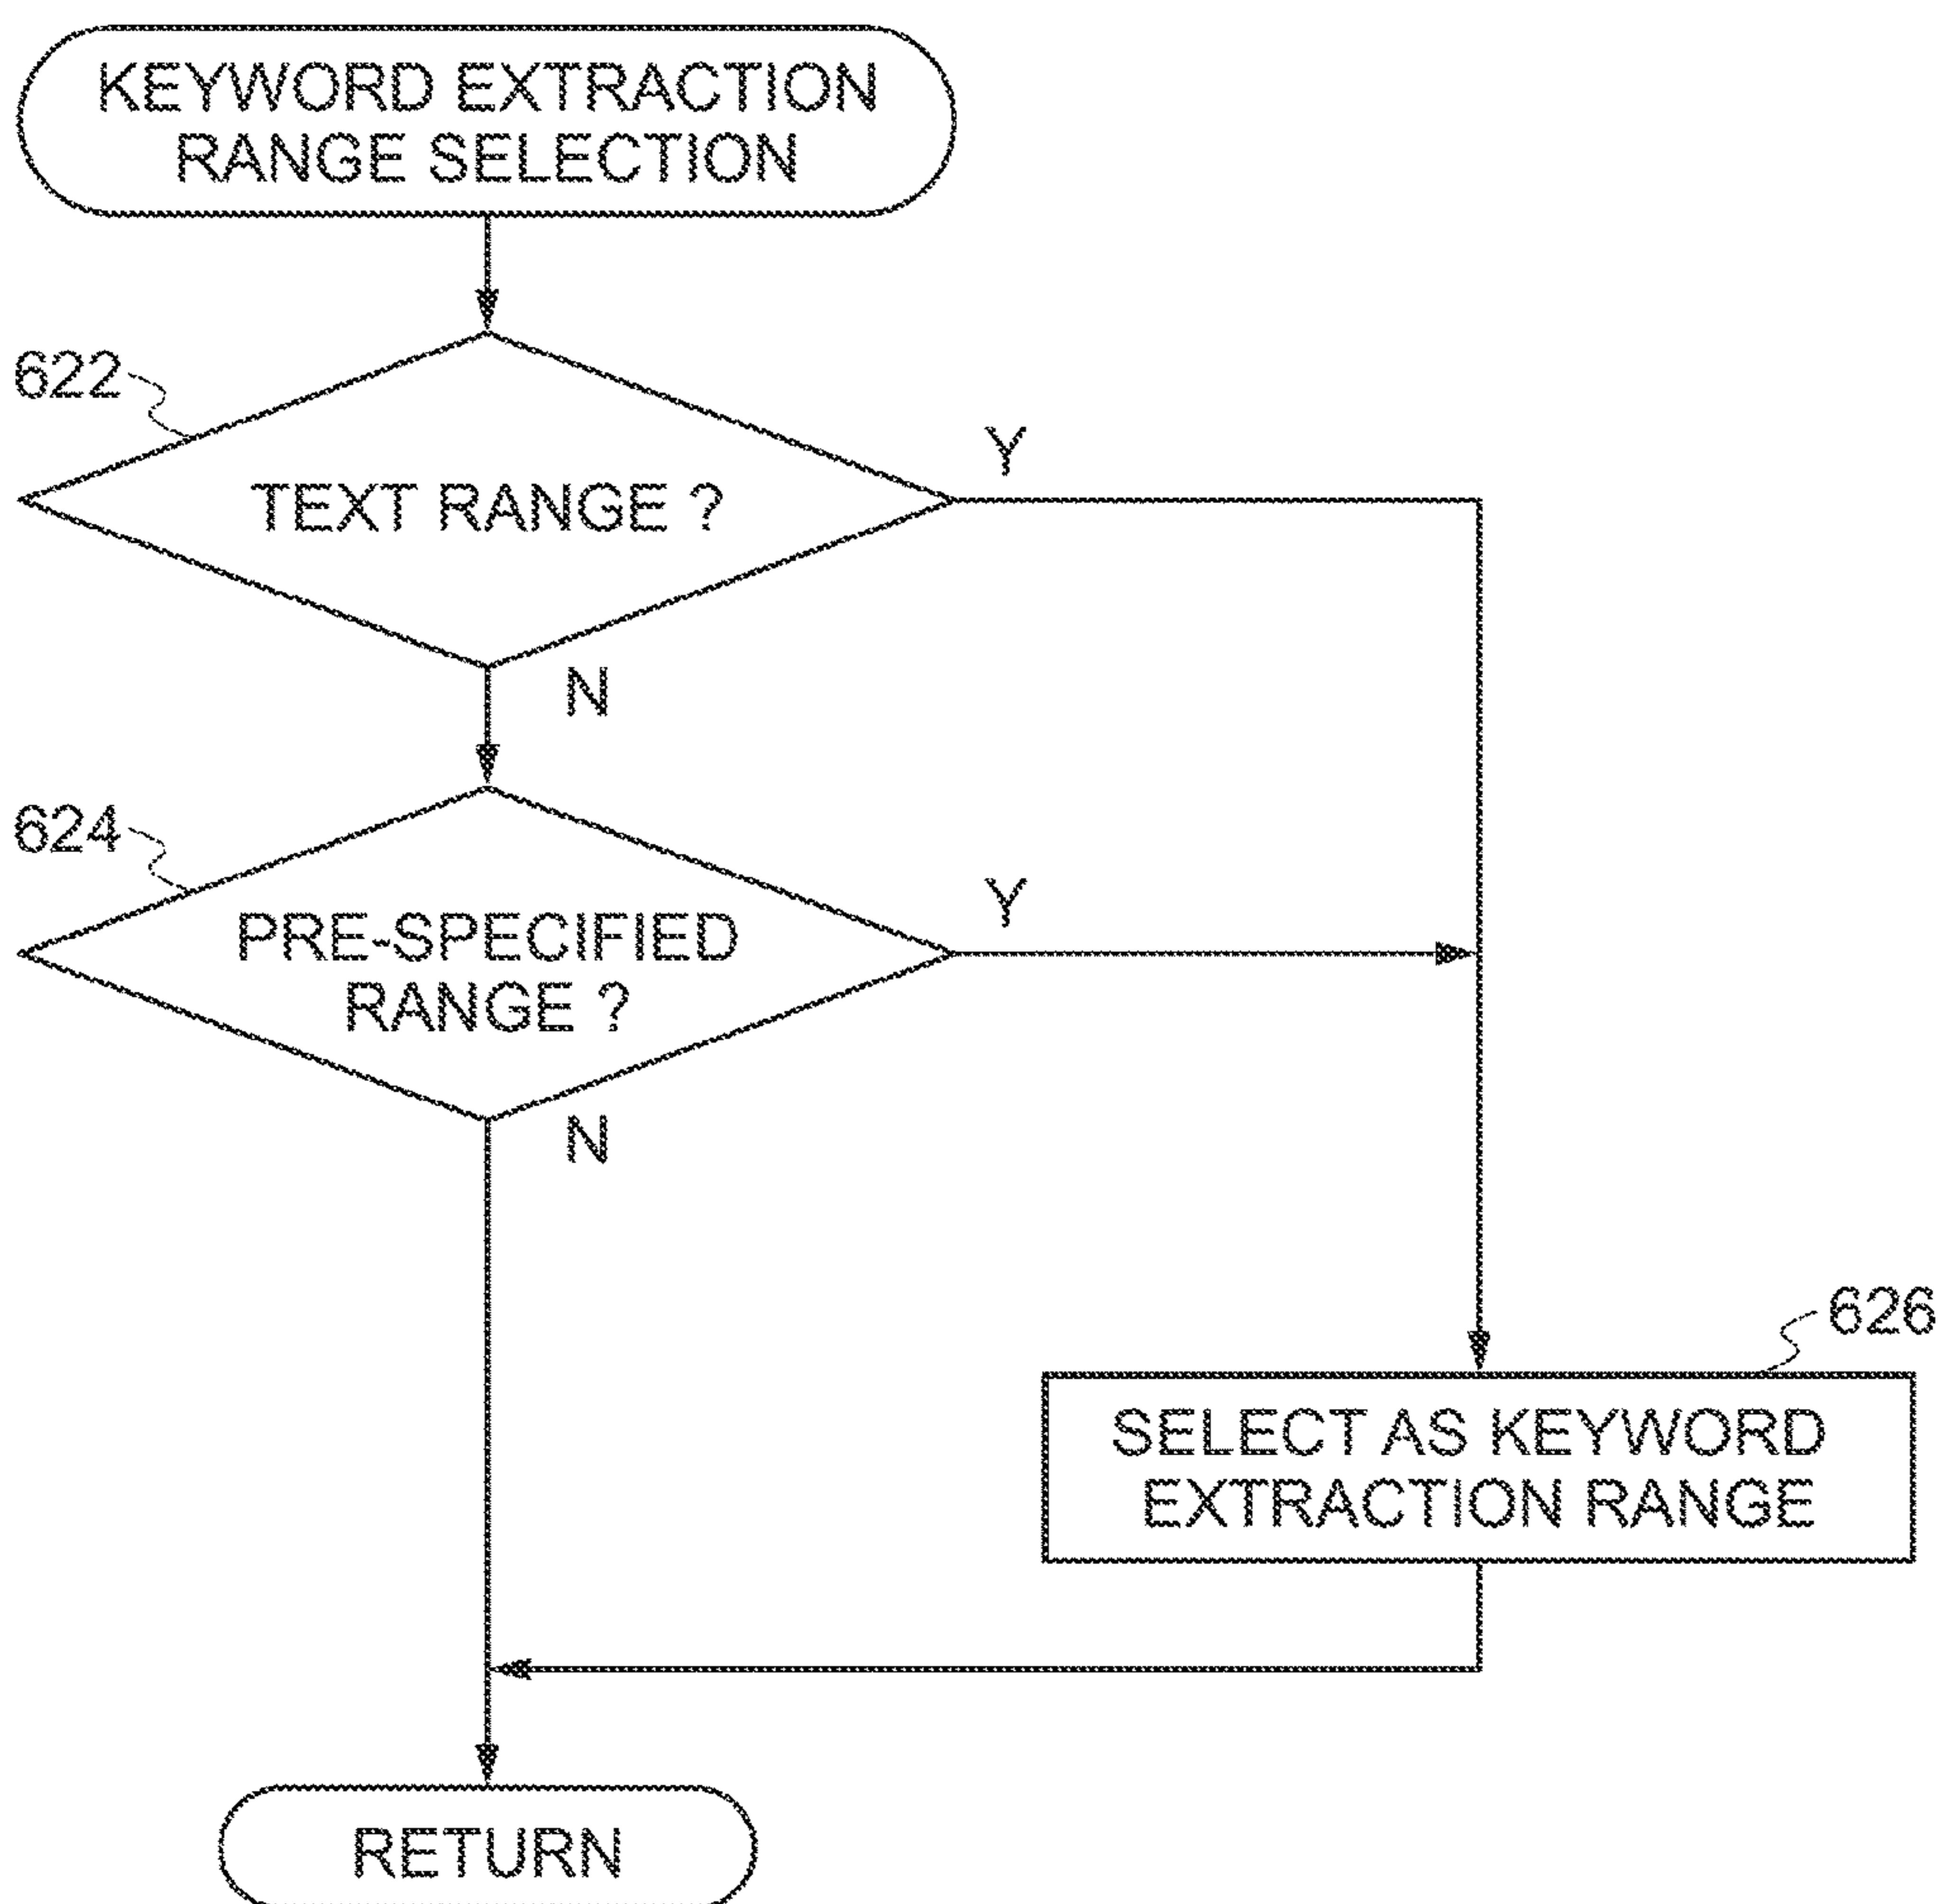 KEYWORD EXTRACTION
RANGE SELECTION
622
TEXT RANGE ?
Y
N
624
PRE-SPECIFIED
RANGE ?
Y
N
626
SELECT AS KEYWORD
EXTRACTION RANGE
RETURN